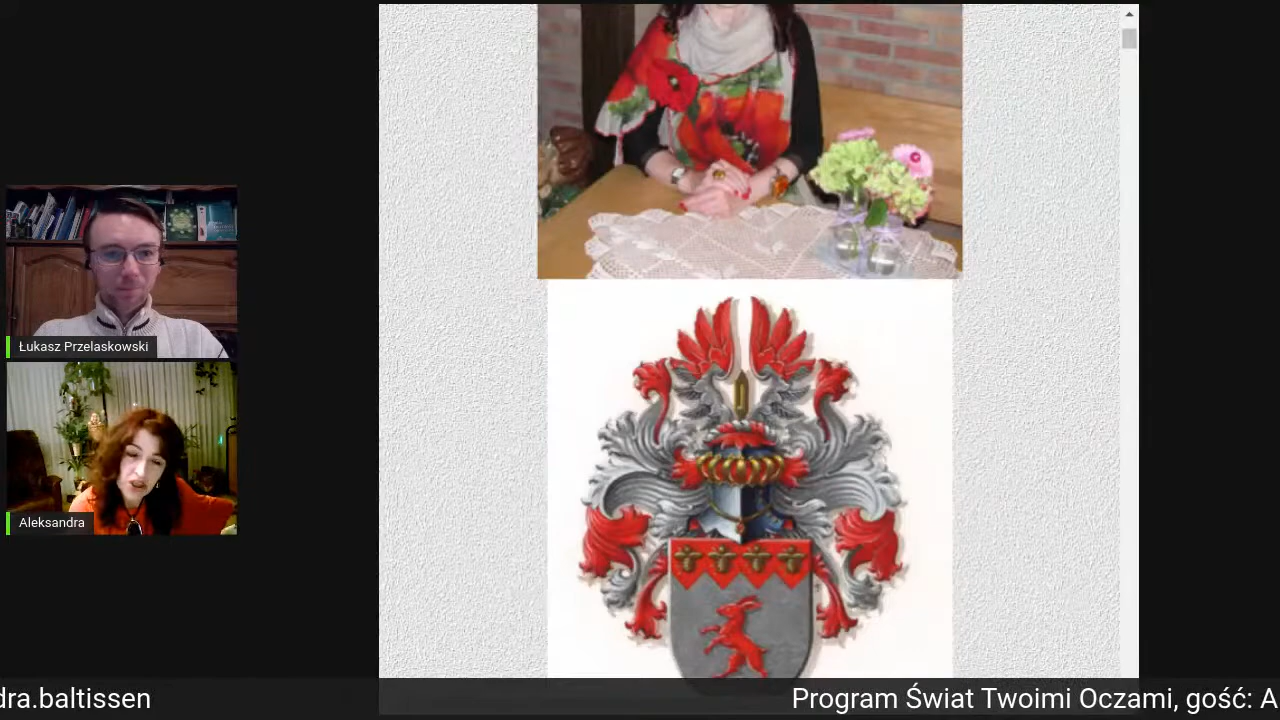 Łukasz Przelaskowski
Aleksandra
dra.baltissen
Program Świat Twoimi Oczami, gość: A